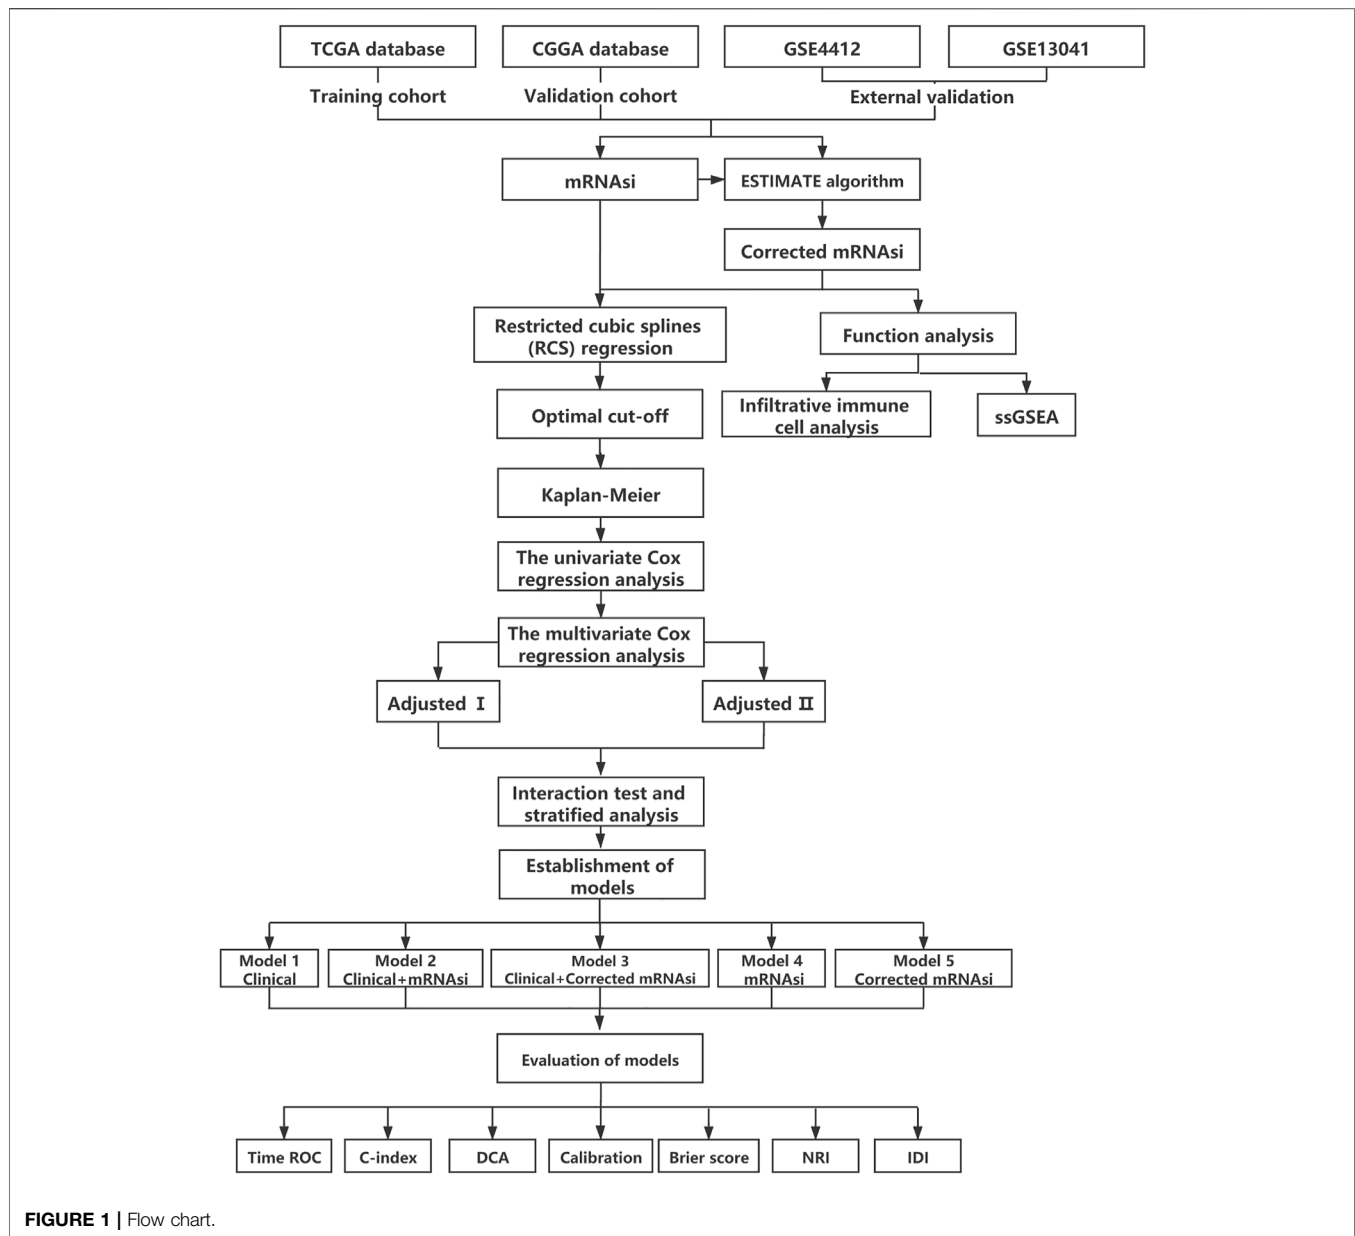 TCGA database
CGGA database
GSE4412
GSE13041
Training cohort
Validation cohort
External validation
mRNAsi
ESTIMATE algorithm
Corrected mRNAsi
Restricted cubic splines
(RCS) regression
Function analysis
Optimal cut-off
Infiltrative immune
cell analysis
ssGSEA
Kaplan-Meier
The univariate Cox
regression analysis
The multivariate Cox
regression analysis
Adjusted Ⅰ
Adjusted Ⅱ
Interaction test and
stratified analysis
Establishment of
models
Model 1
Clinical
Model 2
Clinical+mRNAsi
Model 3
Clinical+Corrected mRNAsi
Model 4
mRNAsi
Model 5
Corrected mRNAsi
Evaluation of models
Time ROC
C-index
DCA
Calibration
Brier score
NRI
IDI
FIGURE 1 | Flow chart.